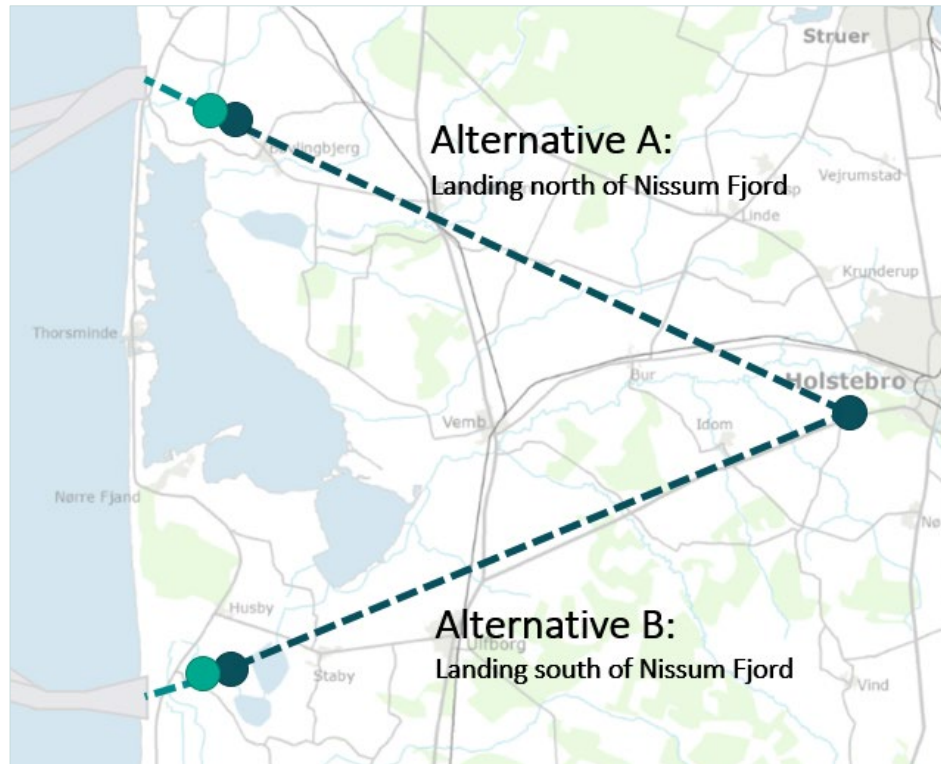 Struer
Alternative A:
Landing north of Nissum Fjord
Vejrumstad
Linde
Krunderup
Thorsminde
Holstebro
Bur
Vemb
Idom
Nørre Fjand
Husby
Alternative B:
Ulfborg
Landing south of Nissum Fjord
Staby
Vind